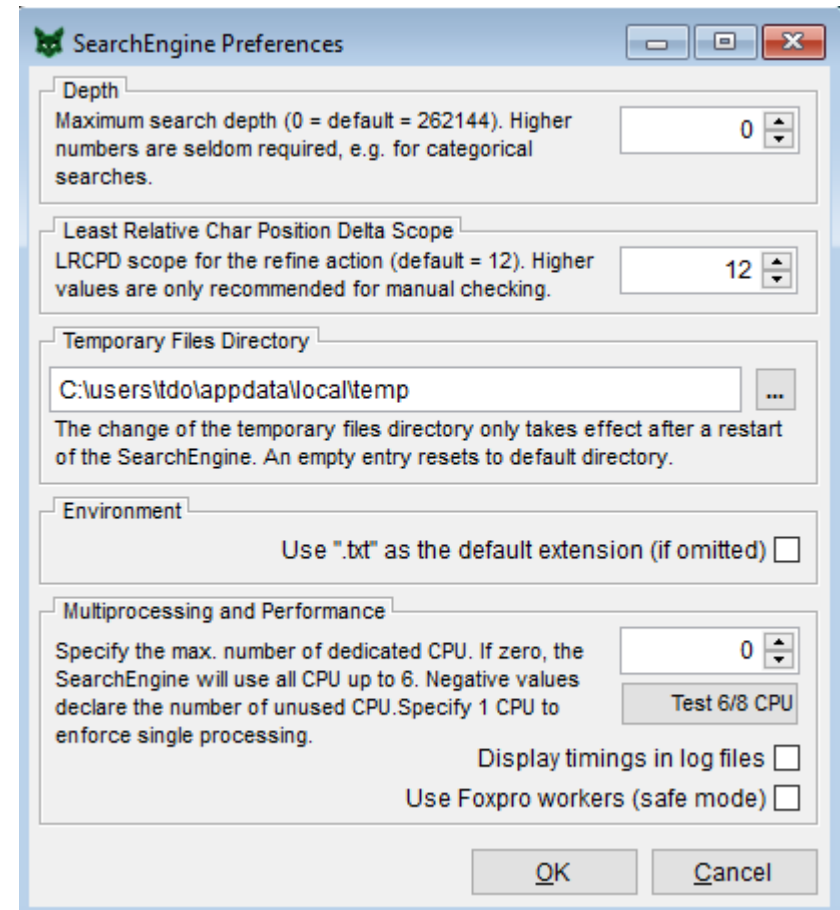 SearchEngine Preferences
Depth
Maximum search depth (0 = default = 262144). Higher
numbers are seldom required, e.g. for categorical
searches.
0
Least Relative Char Position Delta Scope
LRCPD scope for the refine action (default = 12). Higher
values are only recommended for manual checking.
12
Temporary Files Directory
C:\users\tdo\appdata\local\temp
...
The change of the temporary files directory only takes effect after a restart
of the SearchEngine. An empty entry resets to default directory.
Environment
Use ".txt" as the default extension (if omitted)
Multiprocessing and Performance
Specify the max. number of dedicated CPU. If zero, the
SearchEngine will use all CPU up to 6. Negative values
declare the number of unused CPU.Specify 1 CPU to
enforce single processing.
0
Test 6/8 CPU
Display timings in log files
Use Foxpro workers (safe mode)
OK
Cancel